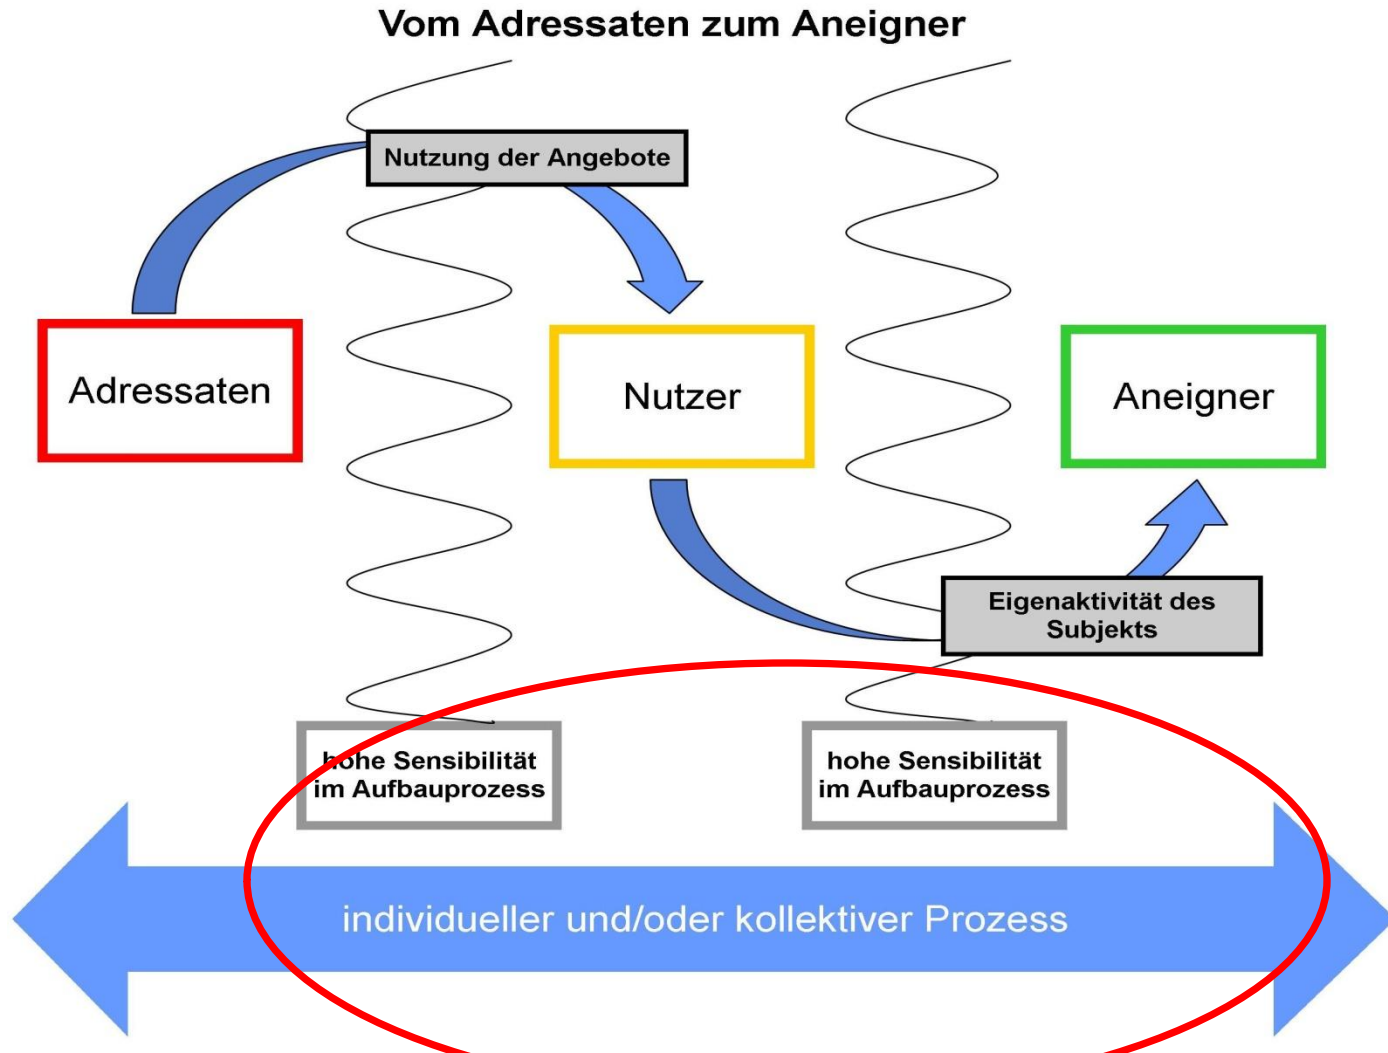 Vom Adressaten zum Aneigner
Nutzung der Angebote
Adressaten
Nutzer
Aneigner
Eigenaktivität des
Subjekts
hohe Sensibilität
im Aufbauprozess
hohe Sensibilität
im Aufbauprozess
individueller und/oder kollektiver Prozess